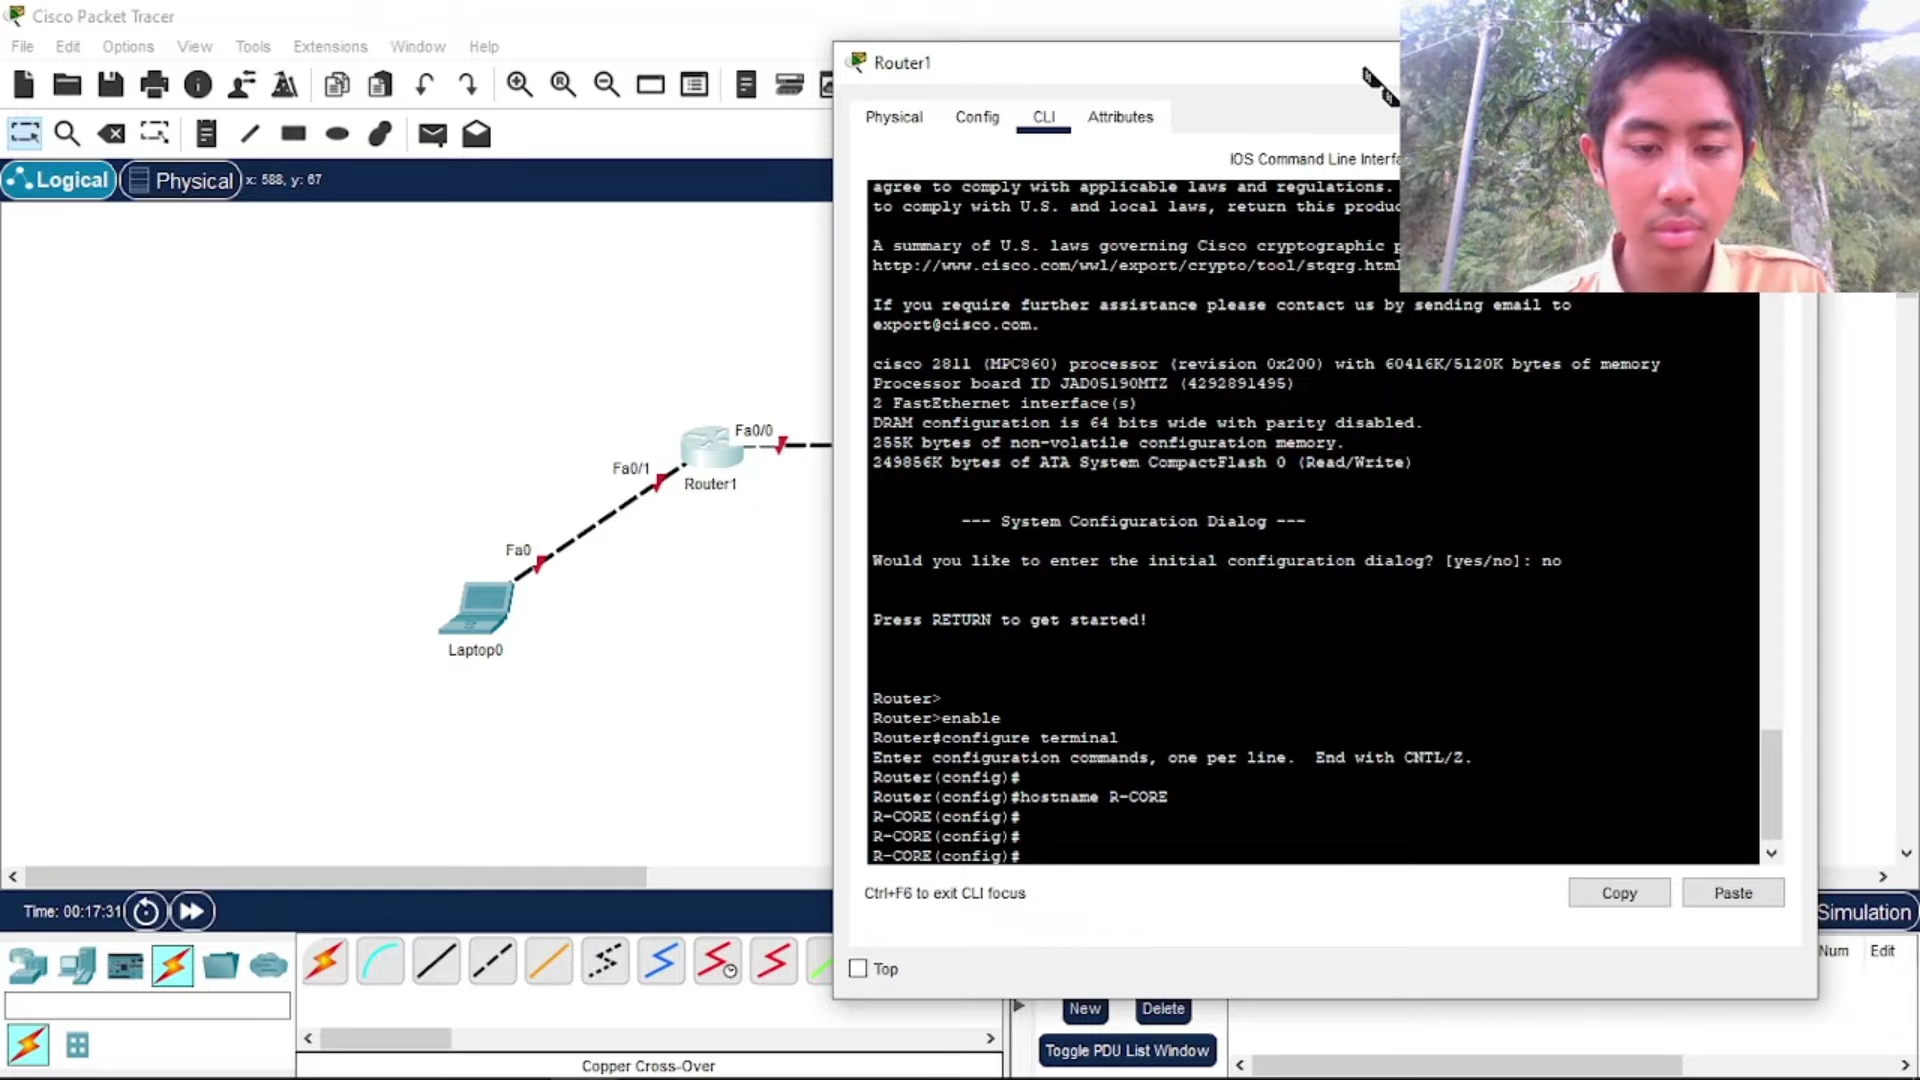 Cisco Packet Tracer
File Edit Options View Tools Extensions Window Help
Logical Physical x: 588, y: 67
Fa0/0
Fa0/1
Router1
Fa0
Laptop0
Router1
Physical Config CLI Attributes
IOS Command Line Interfa
agree to comply with applicable laws and regulations.
to comply with U.S. and local laws, return this produc
A summary of U.S. laws governing Cisco cryptographic p
http://www.cisco.com/wwl/export/crypto/tool/stqrg.html
If you require further assistance please contact us by sending email to
export@cisco.com.
cisco 2811 (MPC860) processor (revision 0x200) with 60416K/5120K bytes of memory
Processor board ID JAD05190MTZ (4292891495)
2 FastEthernet interface(s)
DRAM configuration is 64 bits wide with parity disabled.
255K bytes of non-volatile configuration memory.
249856K bytes of ATA System CompactFlash 0 (Read/Write)
--- System Configuration Dialog ---
Would you like to enter the initial configuration dialog? [yes/no]: no
Press RETURN to get started!
Router>
Router>enable
Router#configure terminal
Enter configuration commands, one per line.  End with CNTL/Z.
Router(config)#
Router(config)#hostname R-CORE
R-CORE(config)#
R-CORE(config)#
R-CORE(config)#
Ctrl+F6 to exit CLI focus
Copy Paste
Top
Time: 00:17:31
Simulation
Num Edit
New Delete
Toggle PDU List Window
Copper Cross-Over